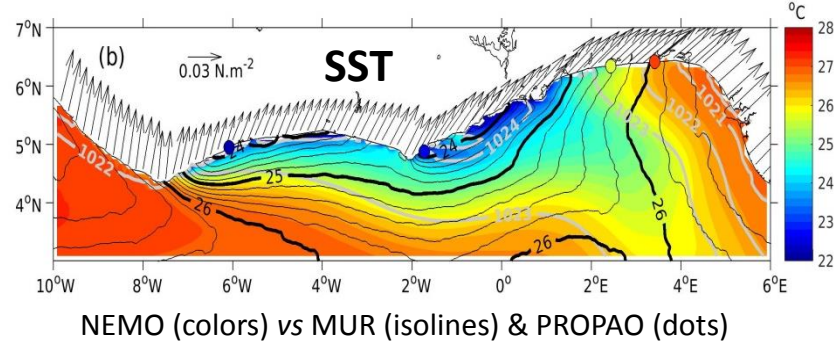 °C
7°N
(b)
SST
0.03 N.m⁻²
28
27
26
25
24
23
22
6°N
5°N
4°N
1021
1022
1023
24
1024
24
1022
25
1023
26
26
26
10°W
8°W
6°W
4°W
2°W
0°
2°E
4°E
6°E
NEMO (colors) vs MUR (isolines) & PROPAO (dots)